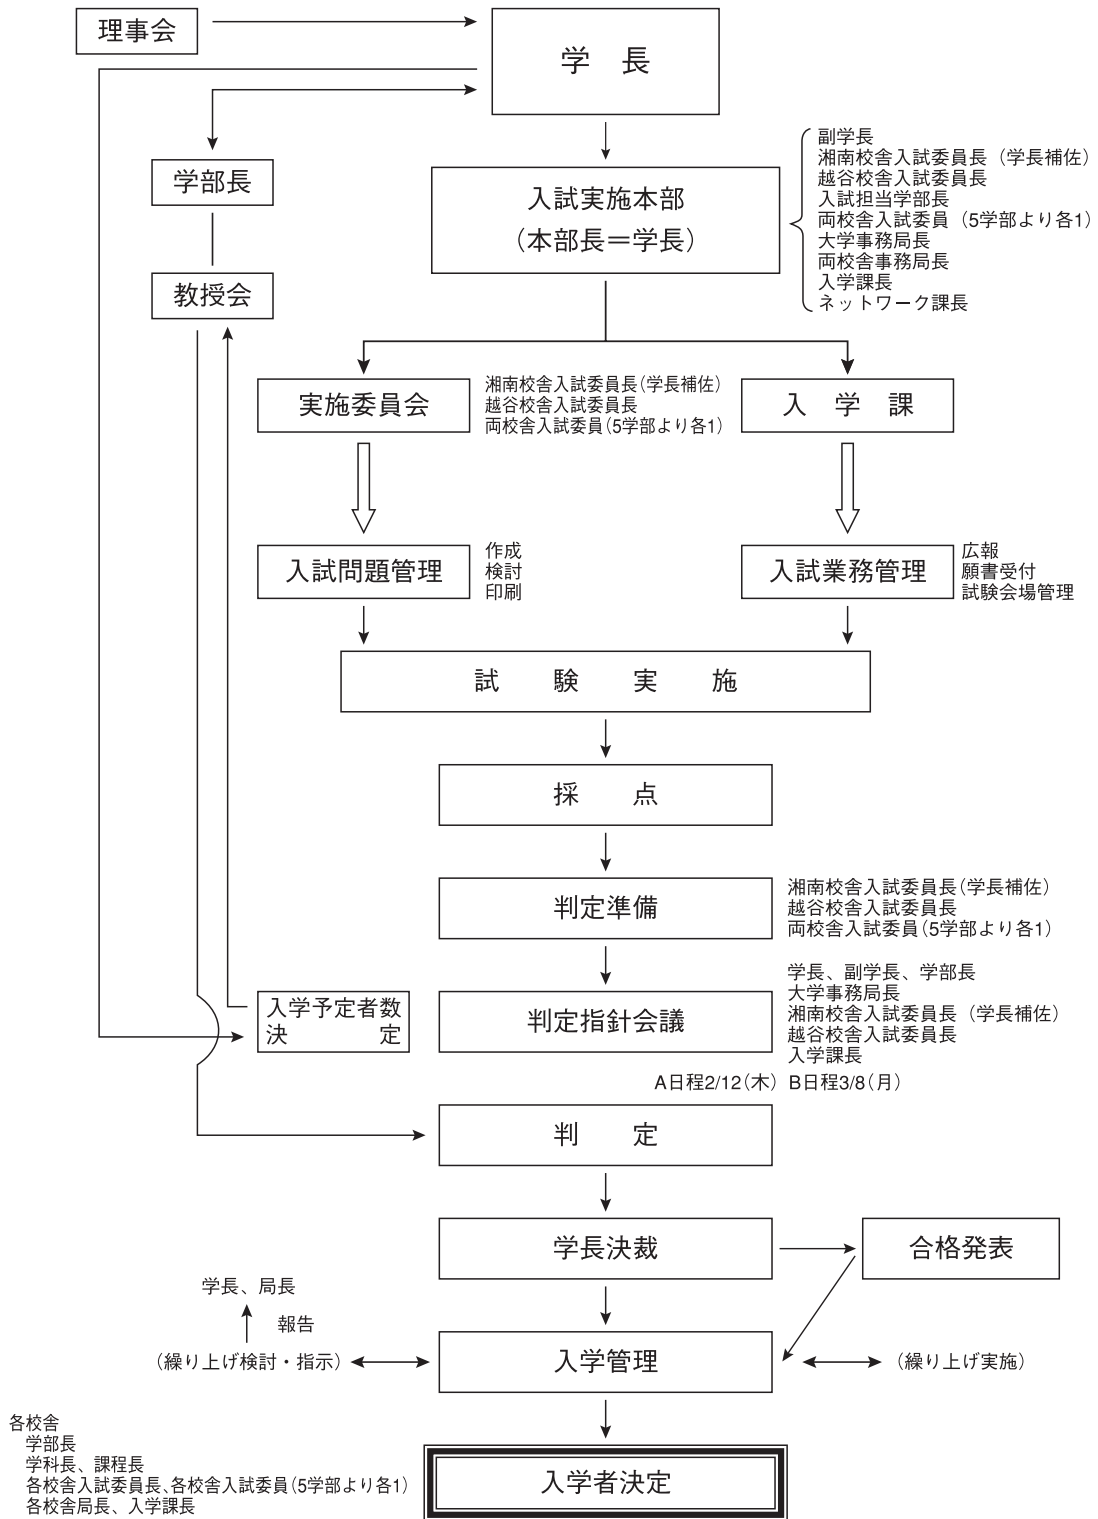 理事会
学　長
学部長
教授会
入試実施本部
（本部長＝学長）
副学長
湘南校舎入試委員長（学長補佐）
越谷校舎入試委員長
入試担当学部長
両校舎入試委員（5学部より各1）
大学事務局長
両校舎事務局長
入学課長
ネットワーク課長
実施委員会
湘南校舎入試委員長（学長補佐）
越谷校舎入試委員長
両校舎入試委員（5学部より各1）
入　学　課
入試問題管理
作成
検討
印刷
入試業務管理
広報
願書受付
試験会場管理
試　験　実　施
採　点
判定準備
湘南校舎入試委員長（学長補佐）
越谷校舎入試委員長
両校舎入試委員（5学部より各1）
入学予定者数
決　定
判定指針会議
学長、副学長、学部長
大学事務局長
湘南校舎入試委員長（学長補佐）
越谷校舎入試委員長
入学課長
A日程2/12（木）B日程3/8（月）
判　定
学長決裁
合格発表
学長、局長
報告
（繰り上げ検討・指示）
入学管理
（繰り上げ実施）
各校舎
学部長
学科長、課程長
各校舎入試委員長、各校舎入試委員（5学部より各1）
各校舎局長、入学課長
入学者決定